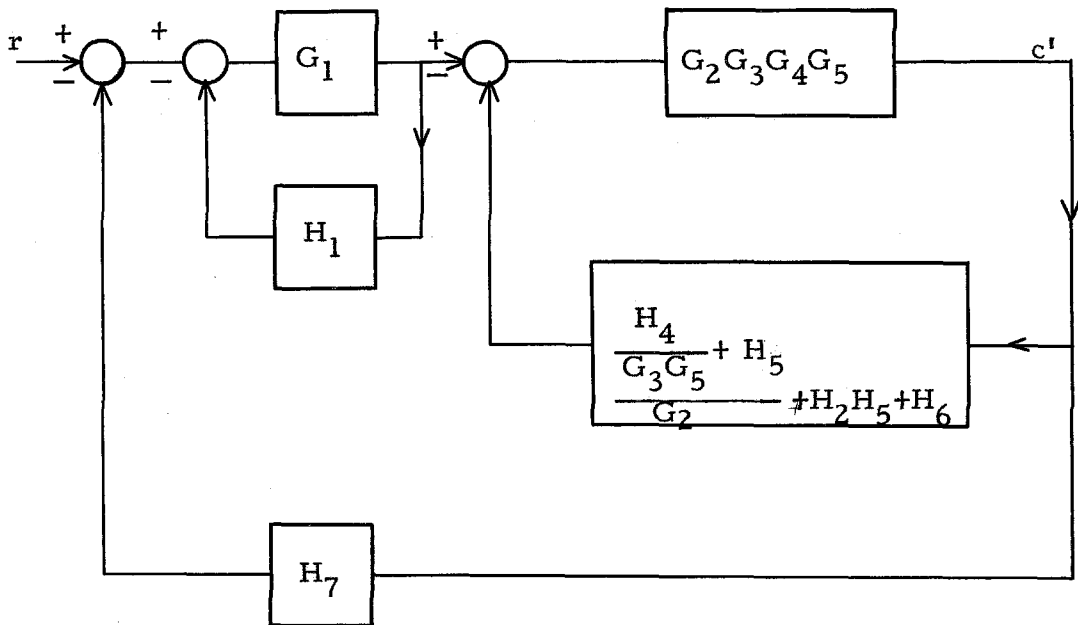 r + − + − G₁ + − G₂G₃G₄G₅ c'
H₁
H₄
G₃G₅ + H₅
G₂ +H₂H₅+H₆
H₇